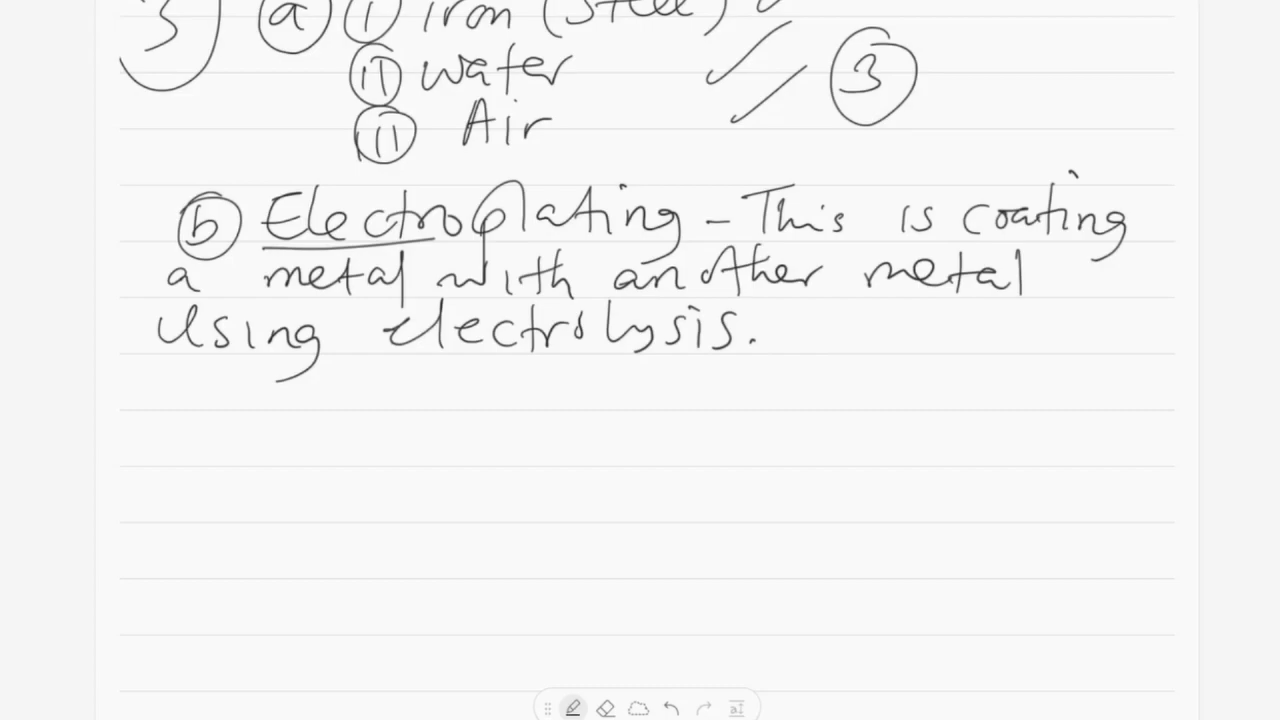 3 a i iron (steel)
ii water 3
iii Air
b Electroplating - This is coating
a metal with another metal
Using electrolysis.